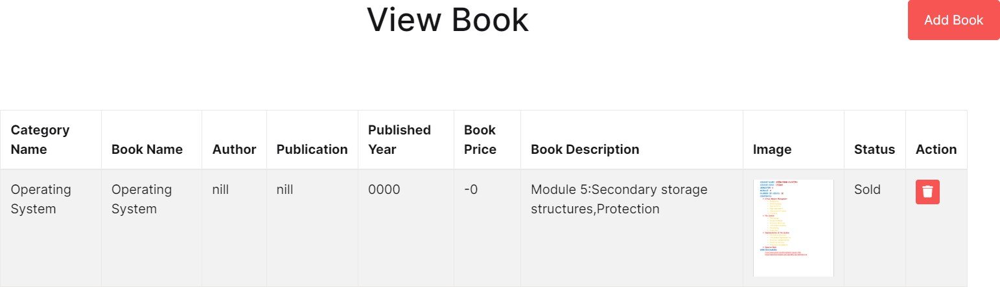 View Book
Add Book
Category Name
Book Name
Author
Publication
Published Year
Book Price
Book Description
Image
Status
Action
Operating System
Operating System
nill
nill
0000
-0
Module 5:Secondary storage
structures,Protection
Sold